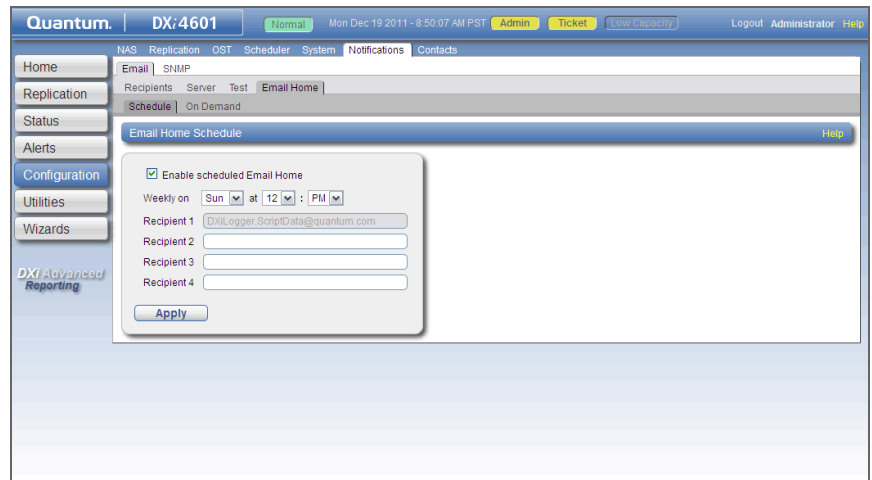 Quantum. DXi4601 Normal Mon Dec 19 2011 - 8:50:07 AM PST Admin Ticket Low Capacity Logout Administrator Help
NAS Replication OST Scheduler System Notifications Contacts
Home
Replication
Status
Alerts
Configuration
Utilities
Wizards
DXi Advanced
Reporting
Email SNMP
Recipients Server Test Email Home
Schedule On Demand
Email Home Schedule Help
Enable scheduled Email Home
Weekly on Sun at 12 : PM
Recipient 1 DXiLogger.ScriptData@quantum.com
Recipient 2
Recipient 3
Recipient 4
Apply